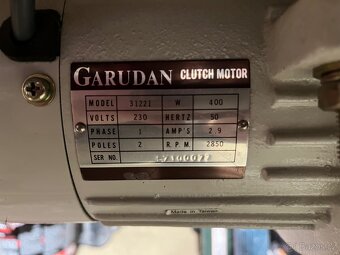 GARUDAN CLUTCH MOTOR
MODEL 31221 W 400
VOLTS 230 HERTZ 50
PHASE 1 AMP'S 2.9
POLES 2 R.P.M. 2850
SER NO.
Made in Taiwan